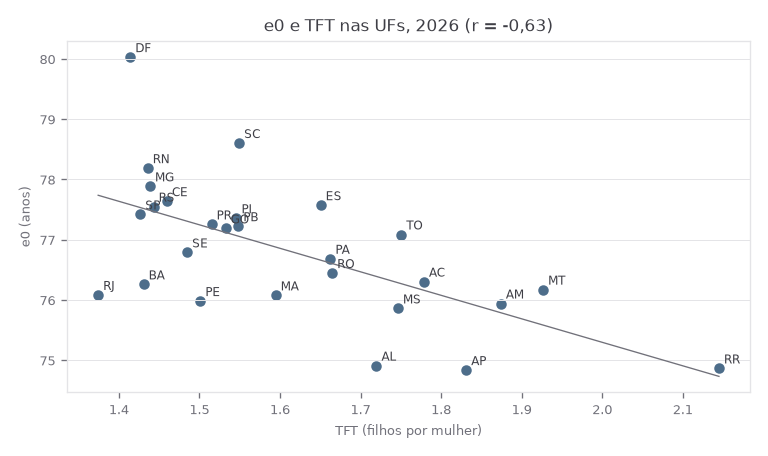 e0 e TFT nas UFs, 2026 (r = -0,63)
e0 (anos)
80
79
78
77
76
75
DF
SC
RN
MG
CE
RS
SP
PI
PB
PR
GO
ES
TO
SE
PA
RO
AC
BA
RJ
PE
MA
MS
AM
MT
AL
AP
RR
1.4
1.5
1.6
1.7
1.8
1.9
2.0
2.1
TFT (filhos por mulher)